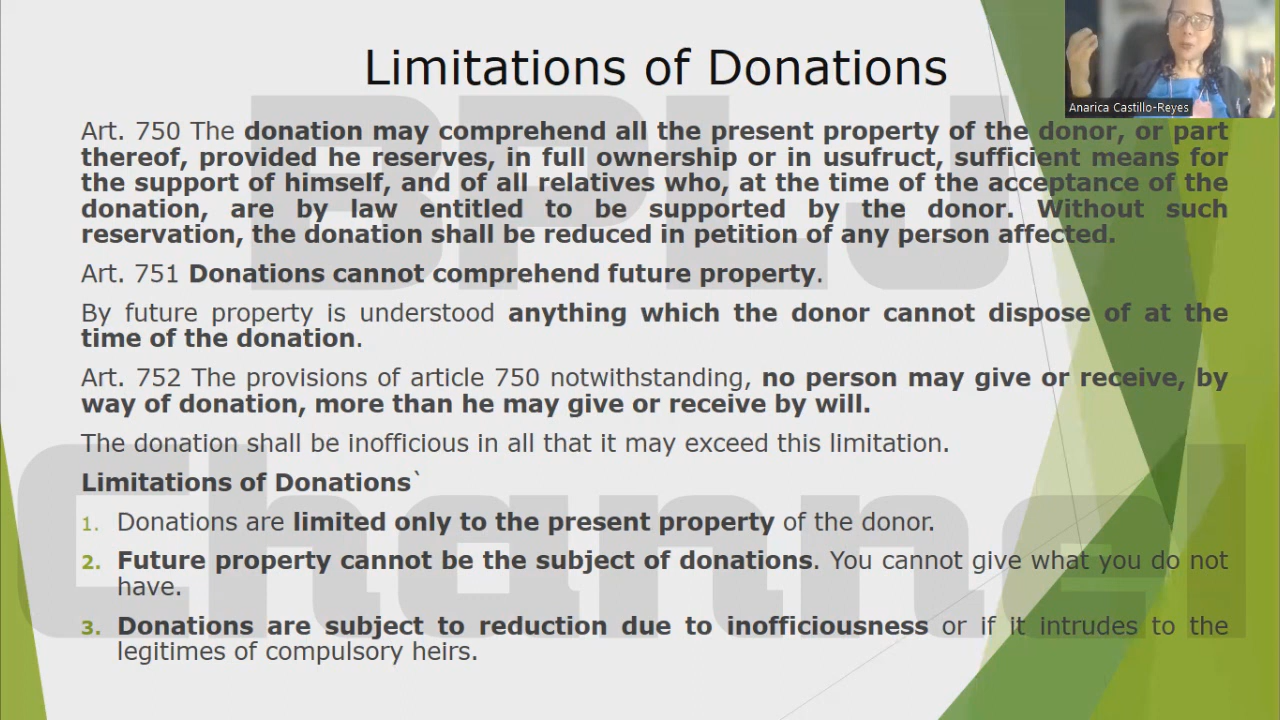 Limitations of Donations
Anarica Castillo-Reyes
Art. 750 The donation may comprehend all the present property of the donor, or part
thereof, provided he reserves, in full ownership or in usufruct, sufficient means for
the support of himself, and of all relatives who, at the time of the acceptance of the
donation, are by law entitled to be supported by the donor. Without such
reservation, the donation shall be reduced in petition of any person affected.
Art. 751 Donations cannot comprehend future property.
By future property is understood anything which the donor cannot dispose of at the
time of the donation.
Art. 752 The provisions of article 750 notwithstanding, no person may give or receive, by
way of donation, more than he may give or receive by will.
The donation shall be inofficious in all that it may exceed this limitation.
Limitations of Donations`
1. Donations are limited only to the present property of the donor.
2. Future property cannot be the subject of donations. You cannot give what you do not
have.
3. Donations are subject to reduction due to inofficiousness or if it intrudes to the
legitimes of compulsory heirs.
BPLJ
Channel